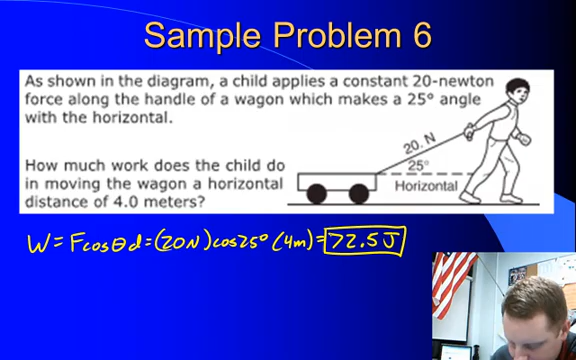 Sample Problem 6
As shown in the diagram, a child applies a constant 20-newton
force along the handle of a wagon which makes a 25° angle
with the horizontal.
20. N
25°
Horizontal
How much work does the child do
in moving the wagon a horizontal
distance of 4.0 meters?
W = Fcosθd = (20N)cos25°(4m) = 72.5J